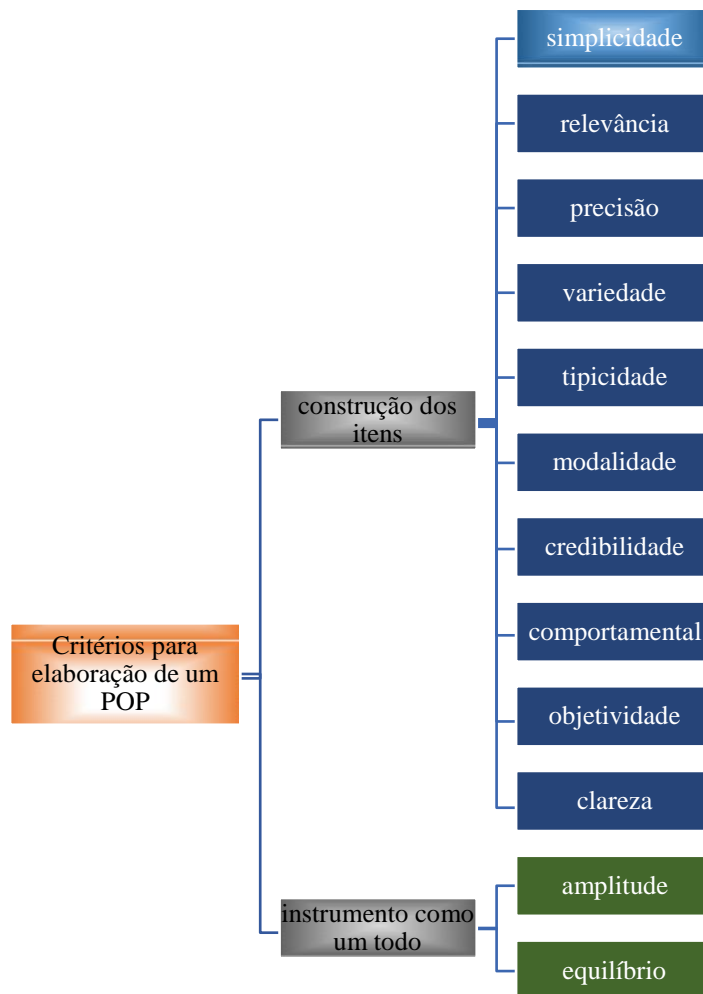 simplicidade
relevância
precisão
variedade
tipicidade
construção dos
itens
modalidade
credibilidade
comportamental
Critérios para
elaboração de um
POP
objetividade
clareza
amplitude
instrumento como
um todo
equilíbrio